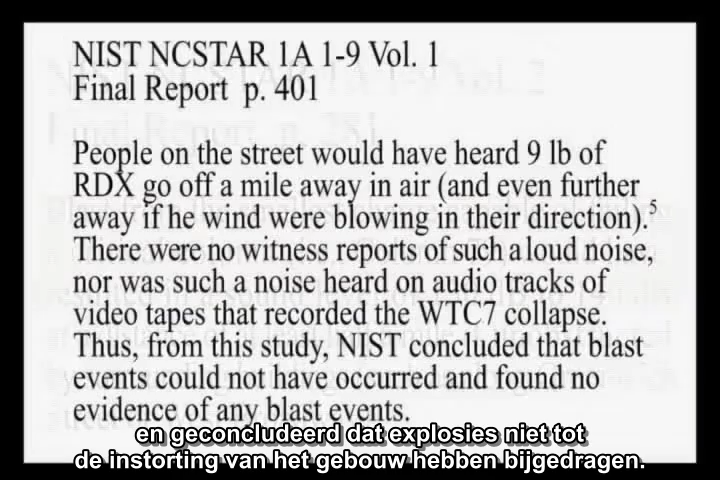 NIST NCSTAR 1A 1-9 Vol. 1
Final Report p. 401
People on the street would have heard 9 lb of
RDX go off a mile away in air (and even further
away if he wind were blowing in their direction).5
There were no witness reports of such a loud noise,
nor was such a noise heard on audio tracks of
video tapes that recorded the WTC7 collapse.
Thus, from this study, NIST concluded that blast
events could not have occurred and found no
evidence of any blast events.
en geconcludeerd dat explosies niet tot
de instorting van het gebouw hebben bijgedragen.